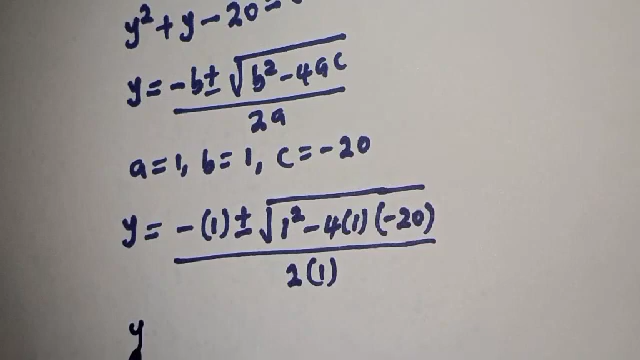 y² + y - 20 =
y = -b ± √(b² - 4ac) / 2a
a = 1, b = 1, c = -20
y = -(1) ± √(1² - 4(1)(-20)) / 2(1)
y